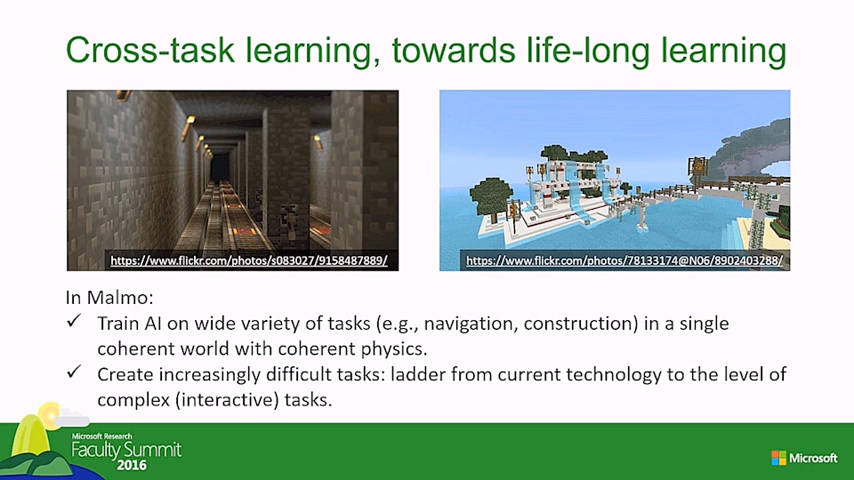 Cross-task learning, towards life-long learning
https://www.flickr.com/photos/s083027/9158487889/
https://www.flickr.com/photos/78133174@N06/8902403288/
In Malmo:
✓ Train AI on wide variety of tasks (e.g., navigation, construction) in a single
coherent world with coherent physics.
✓ Create increasingly difficult tasks: ladder from current technology to the level of
complex (interactive) tasks.
Microsoft Research
Faculty Summit
2016
Microsoft